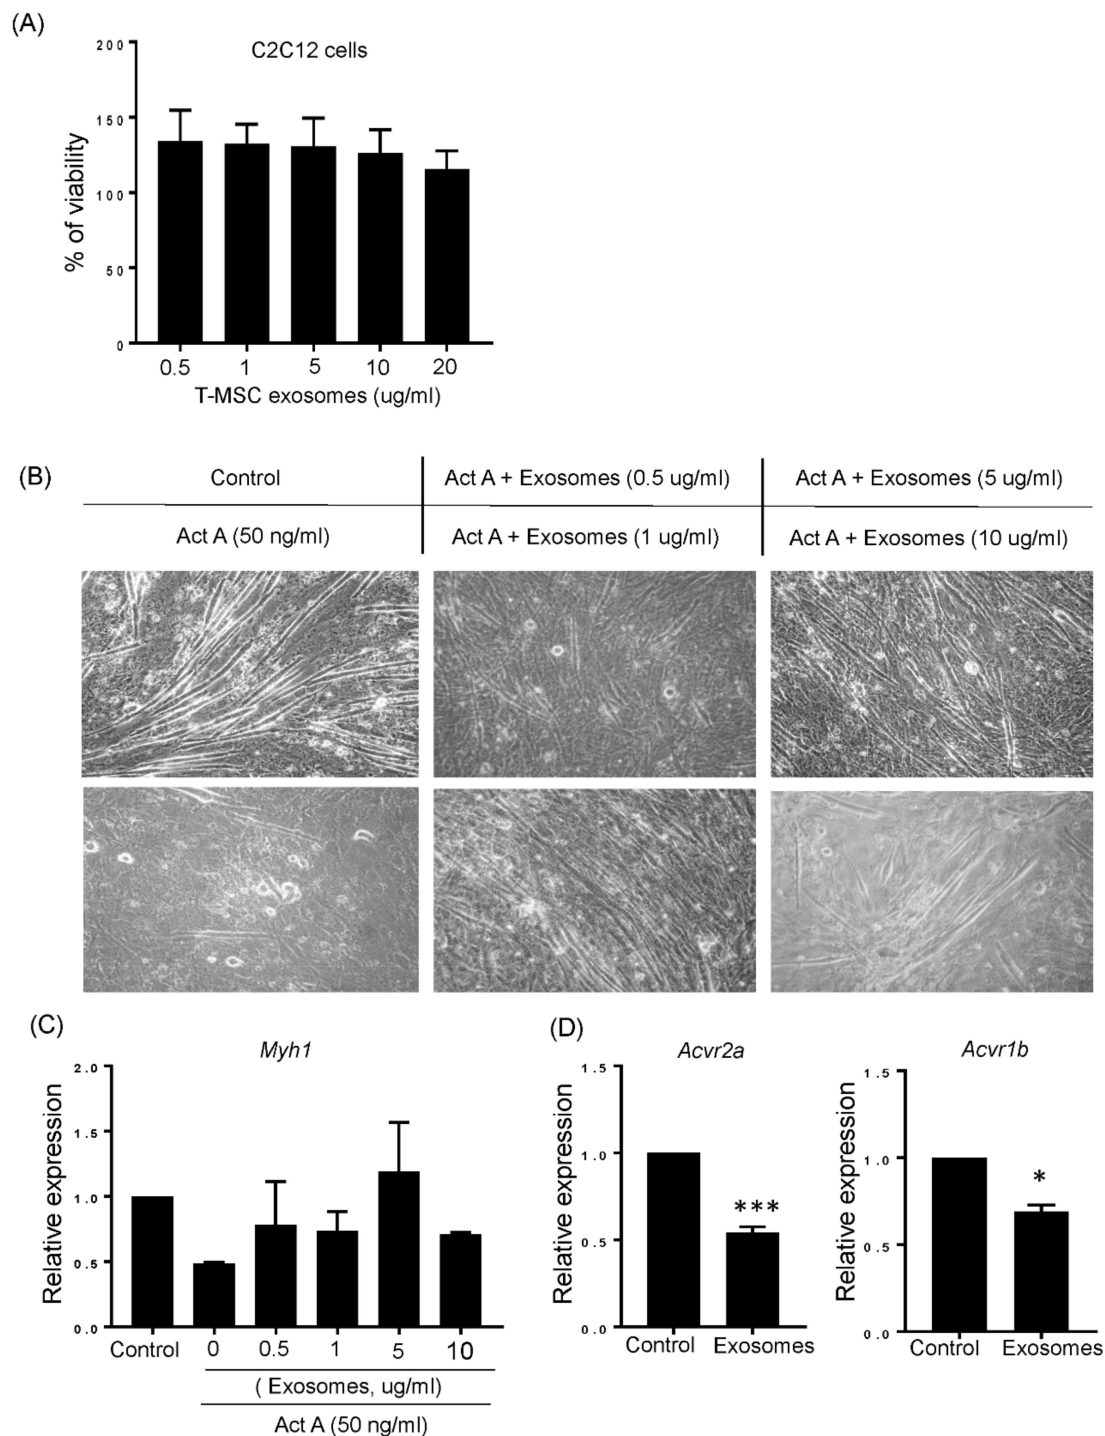 (A)
C2C12 cells
% of viability
200
150
100
50
0
0.5 1 5 10 20
T-MSC exosomes (ug/ml)
(B)
Control Act A + Exosomes (0.5 ug/ml) Act A + Exosomes (5 ug/ml)
Act A (50 ng/ml) Act A + Exosomes (1 ug/ml) Act A + Exosomes (10 ug/ml)
(C)
Myh1
Relative expression
2.0
1.5
1.0
0.5
0.0
Control 0 0.5 1 5 10
( Exosomes, ug/ml)
Act A (50 ng/ml)
(D)
Acvr2a
Relative expression
1.5
1.0
0.5
0.0
***
Control Exosomes
Acvr1b
Relative expression
1.5
1.0
0.5
0.0
*
Control Exosomes